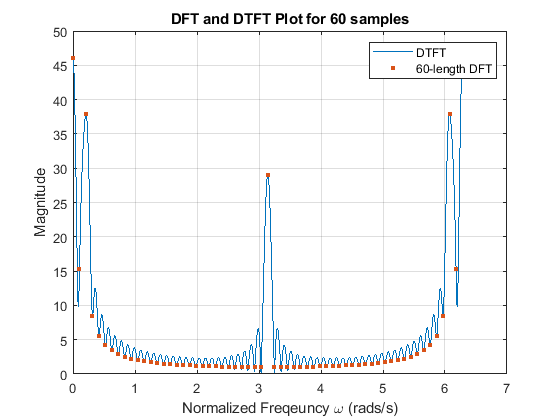 DFT and DTFT Plot for 60 samples
DTFT
60-length DFT
Magnitude
50
45
40
35
30
25
20
15
10
5
0
0 1 2 3 4 5 6 7
Normalized Freqeuncy ω (rads/s)